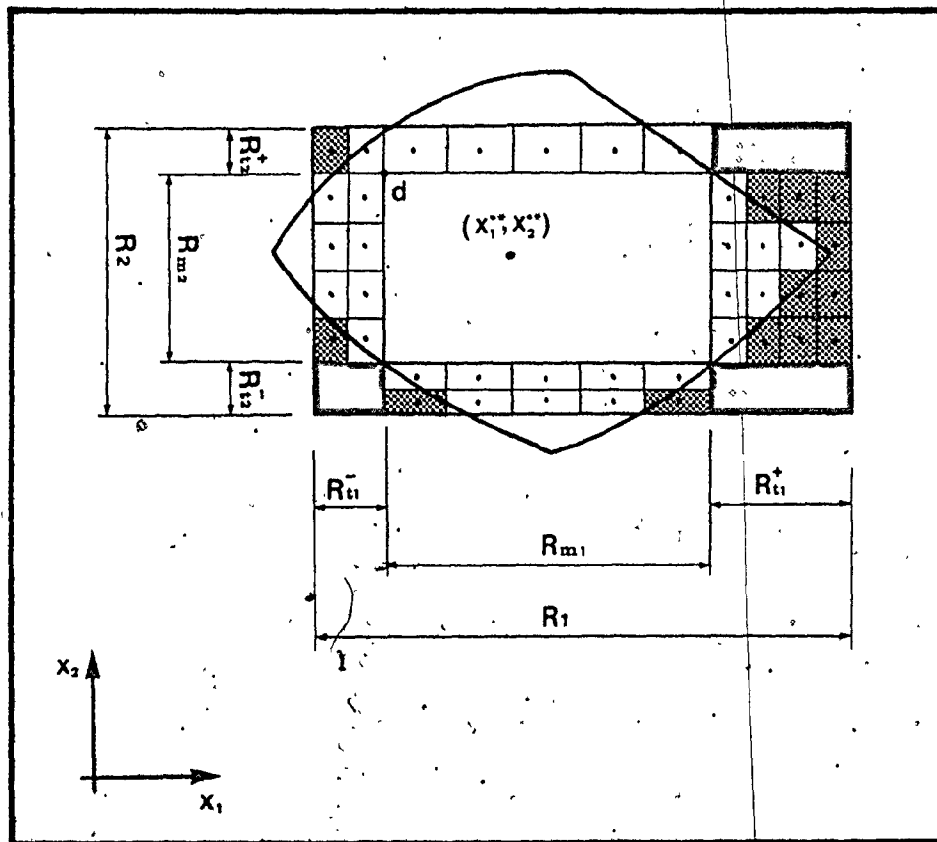 R⁺t2
d
(X₁**, X₂**)
R₂
Rm2
R⁻t2
R⁻t1
R⁺t1
Rm1
R1
X₂
X₁